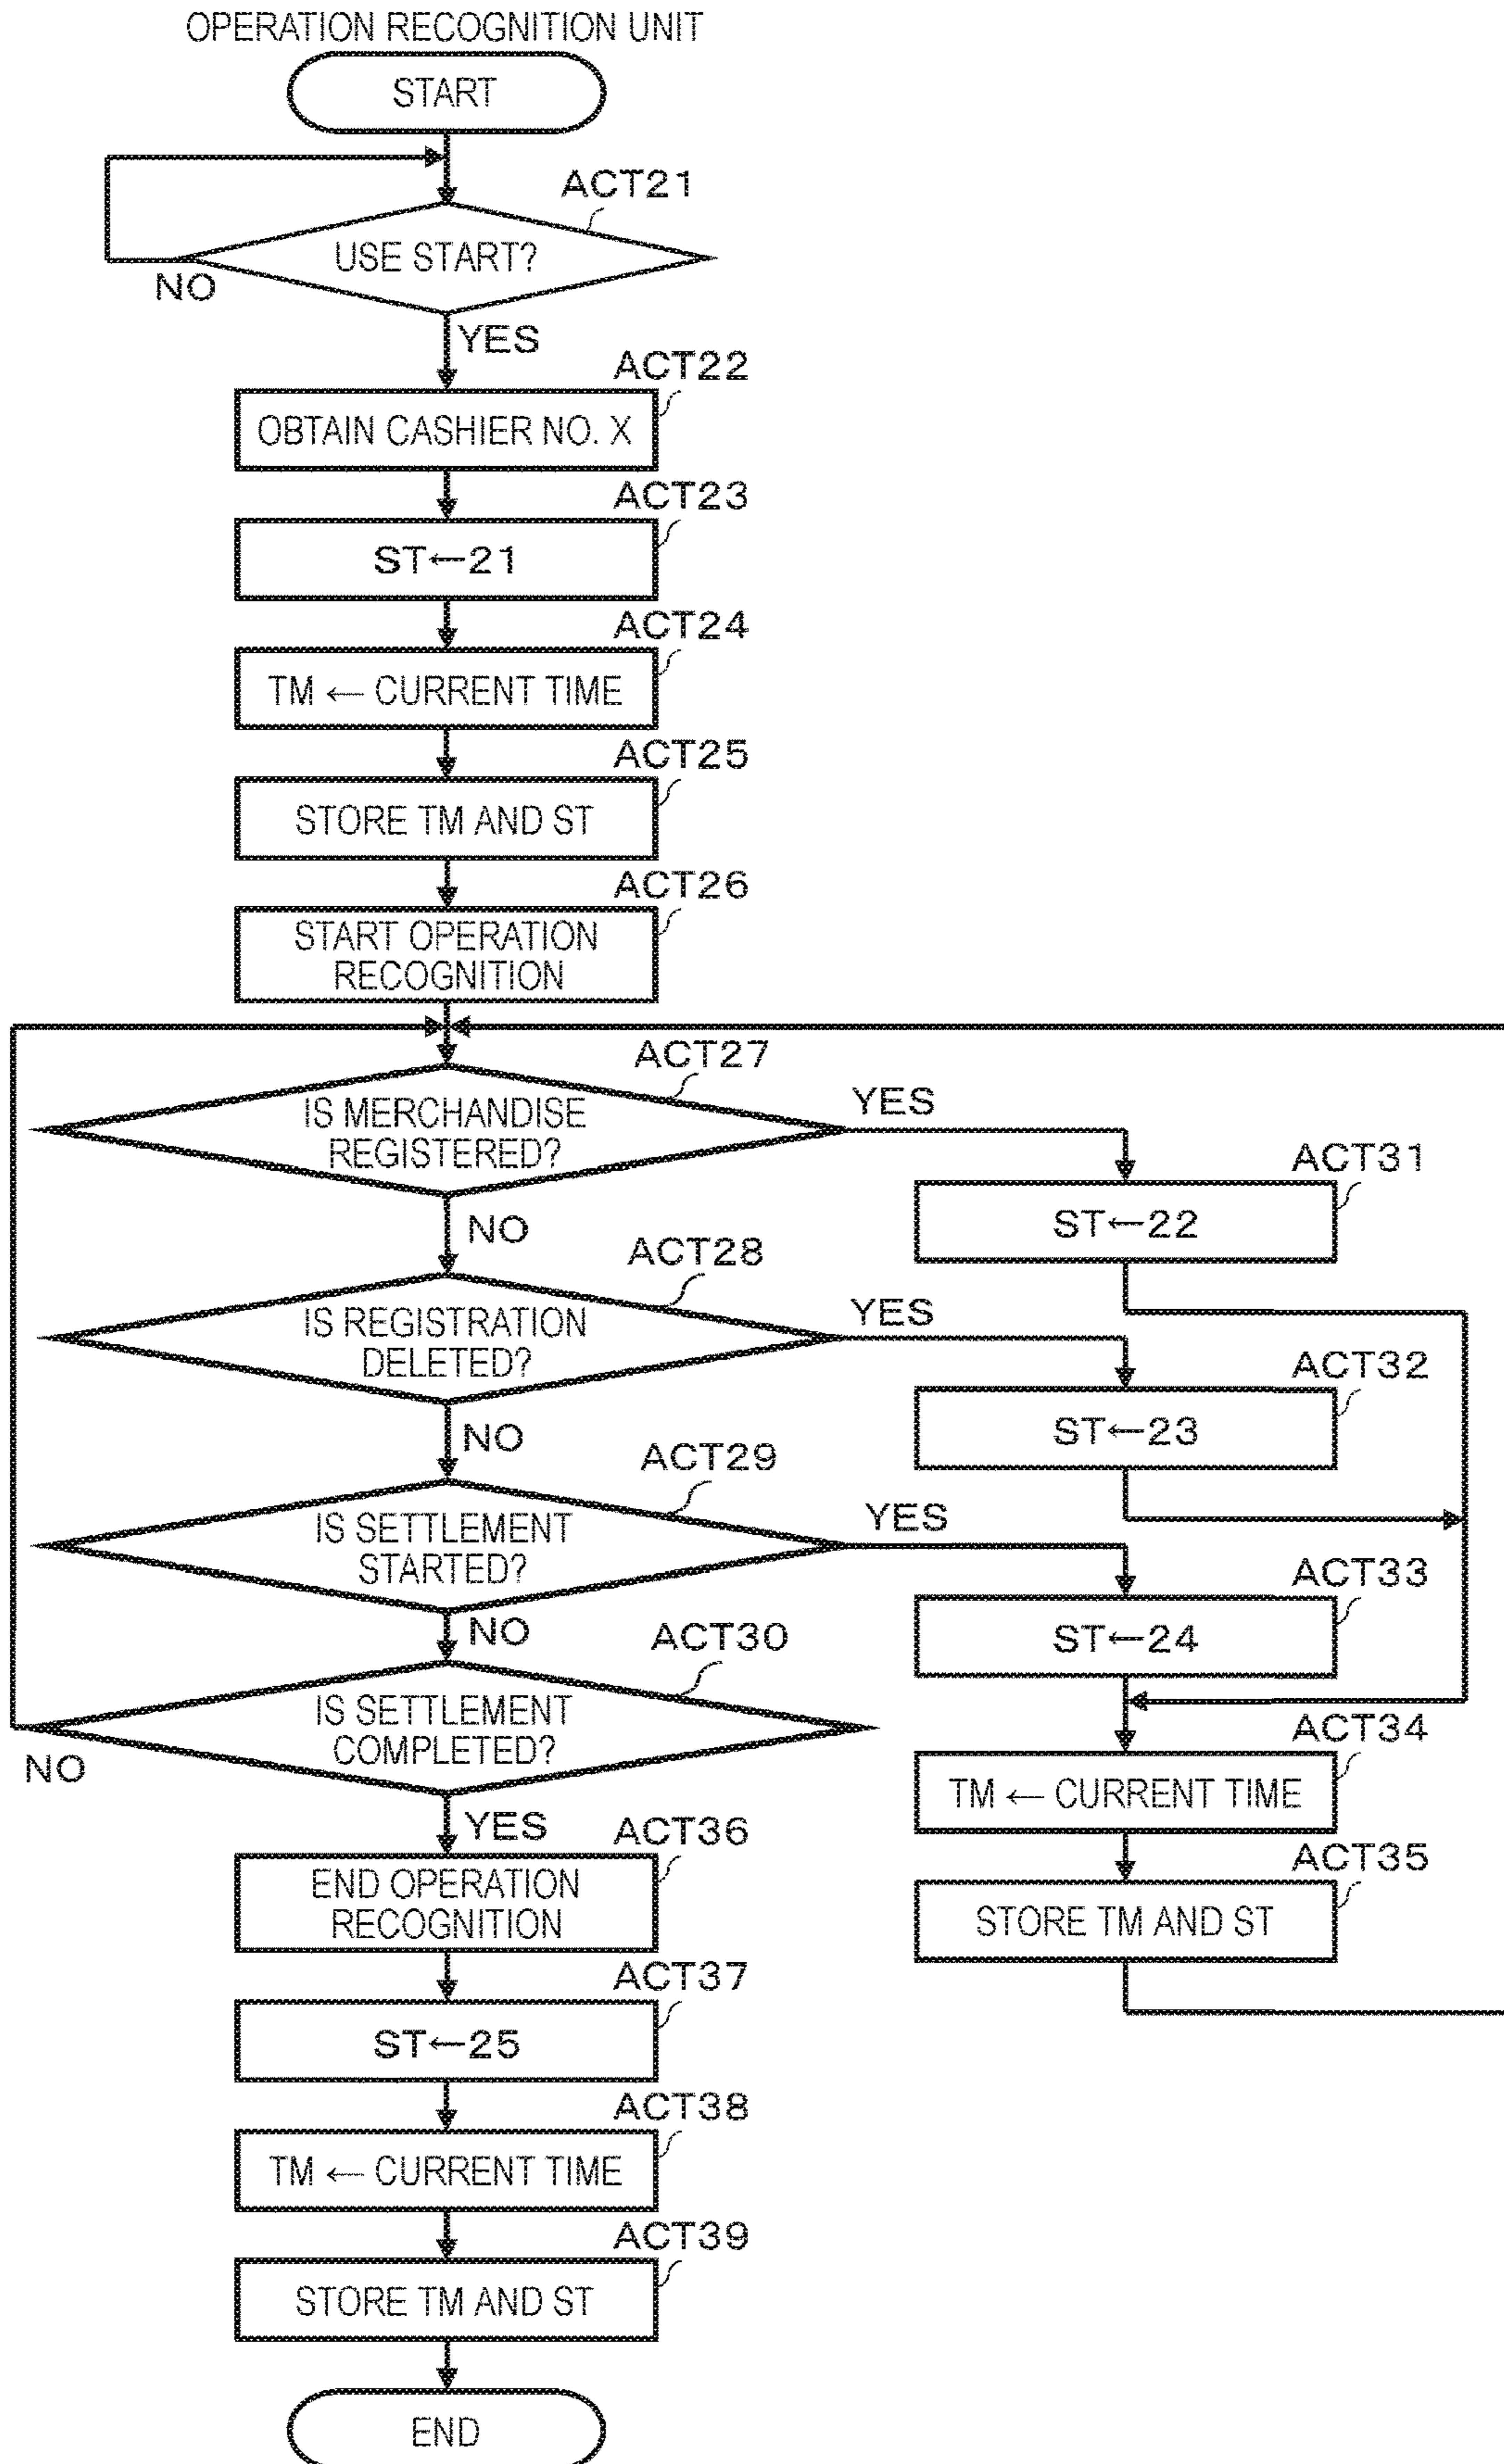 OPERATION RECOGNITION UNIT
START
ACT21
USE START?
NO
YES
ACT22
OBTAIN CASHIER NO. X
ACT23
ST←21
ACT24
TM ← CURRENT TIME
ACT25
STORE TM AND ST
ACT26
START OPERATION
RECOGNITION
ACT27
IS MERCHANDISE
REGISTERED?
YES
NO
ACT31
ST←22
ACT28
IS REGISTRATION
DELETED?
YES
NO
ACT32
ST←23
ACT29
IS SETTLEMENT
STARTED?
YES
NO
ACT33
ST←24
ACT30
IS SETTLEMENT
COMPLETED?
NO
YES
ACT34
TM ← CURRENT TIME
ACT35
STORE TM AND ST
ACT36
END OPERATION
RECOGNITION
ACT37
ST←25
ACT38
TM ← CURRENT TIME
ACT39
STORE TM AND ST
END